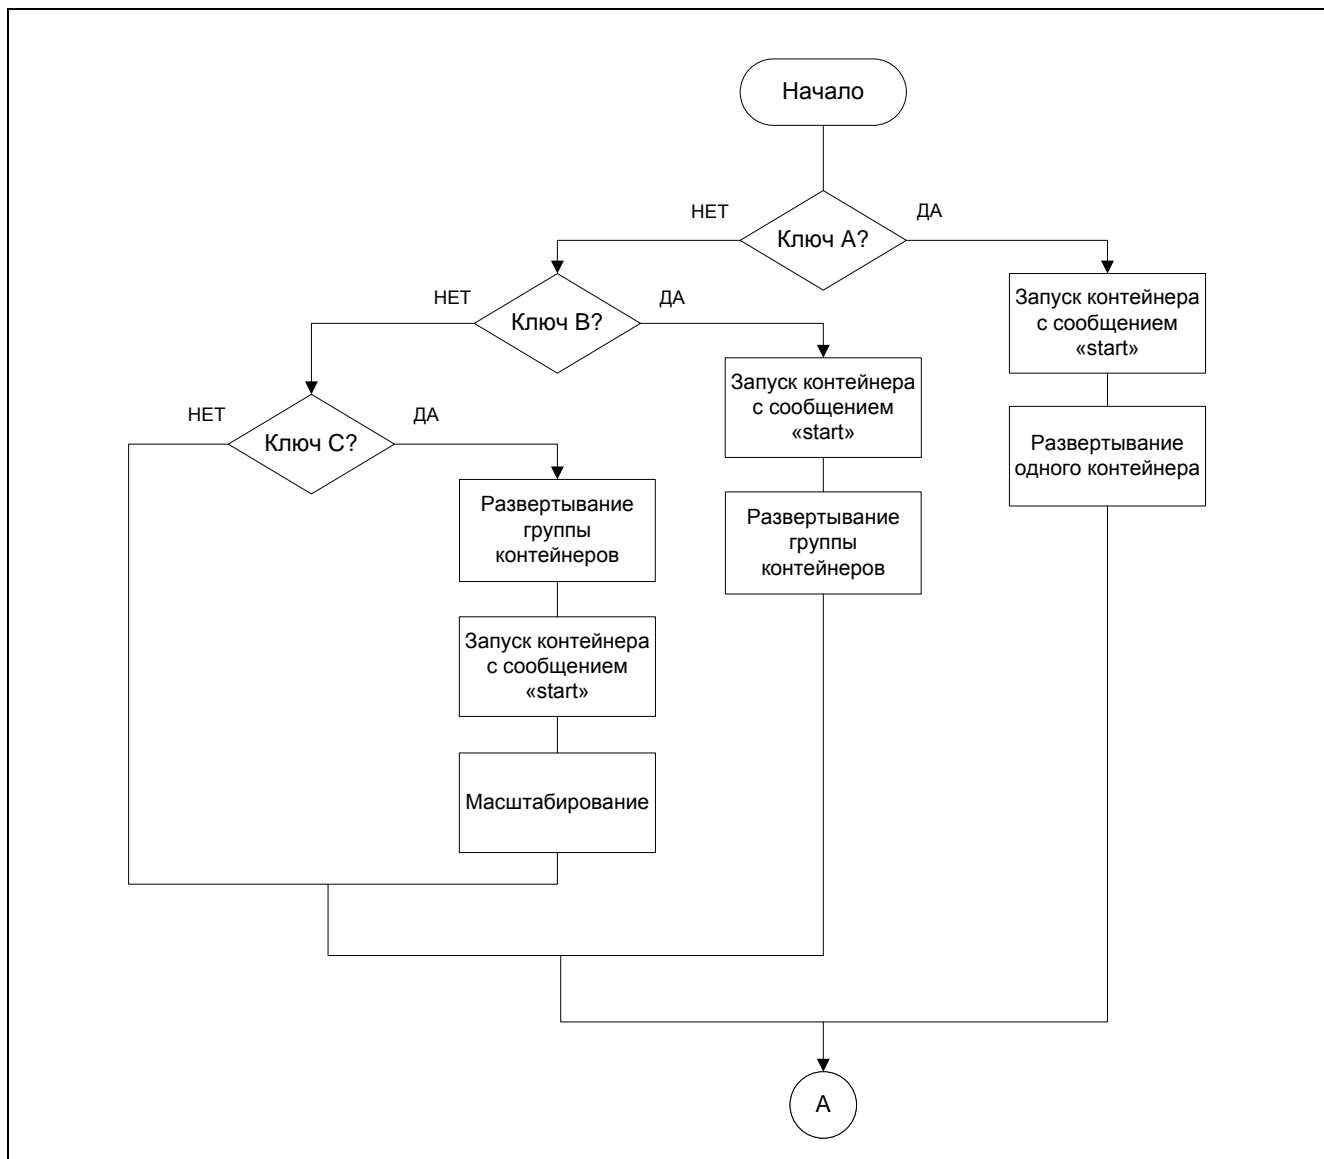 Начало
НЕТ
ДА
Ключ A?
НЕТ
ДА
Ключ B?
Запуск контейнера
с сообщением
«start»
Запуск контейнера
с сообщением
«start»
НЕТ
ДА
Ключ C?
Развертывание
одного контейнера
Развертывание
группы
контейнеров
Развертывание
группы
контейнеров
Запуск контейнера
с сообщением
«start»
Масштабирование
A